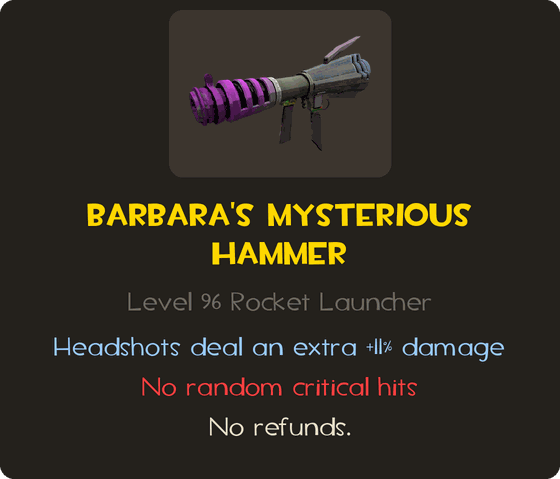 BARBARA'S MYSTERIOUS
HAMMER
Level 96 Rocket Launcher
Headshots deal an extra +11% damage
No random critical hits
No refunds.